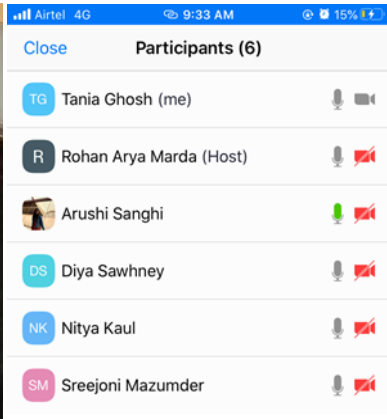 Airtel 4G 9:33 AM 15%
Close Participants (6)
TG Tania Ghosh (me)
R Rohan Arya Marda (Host)
Arushi Sanghi
DS Diya Sawhney
NK Nitya Kaul
SM Sreejoni Mazumder